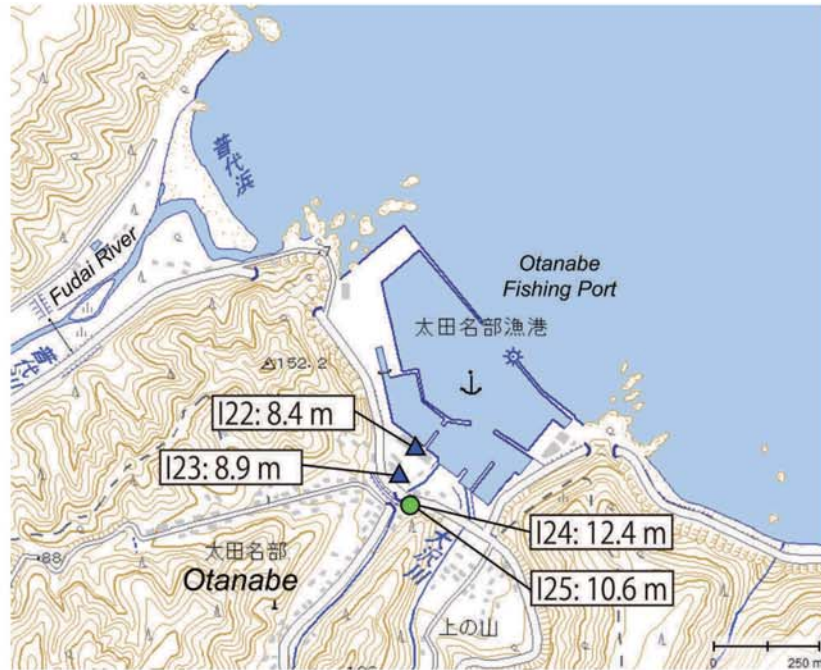 普代浜
Fudai River
普代川
Otanabe
Fishing Port
太田名部漁港
152.2
I22: 8.4 m
I23: 8.9 m
I24: 12.4 m
I25: 10.6 m
88
太田名部
Otanabe
大沢川
上の山
250 m